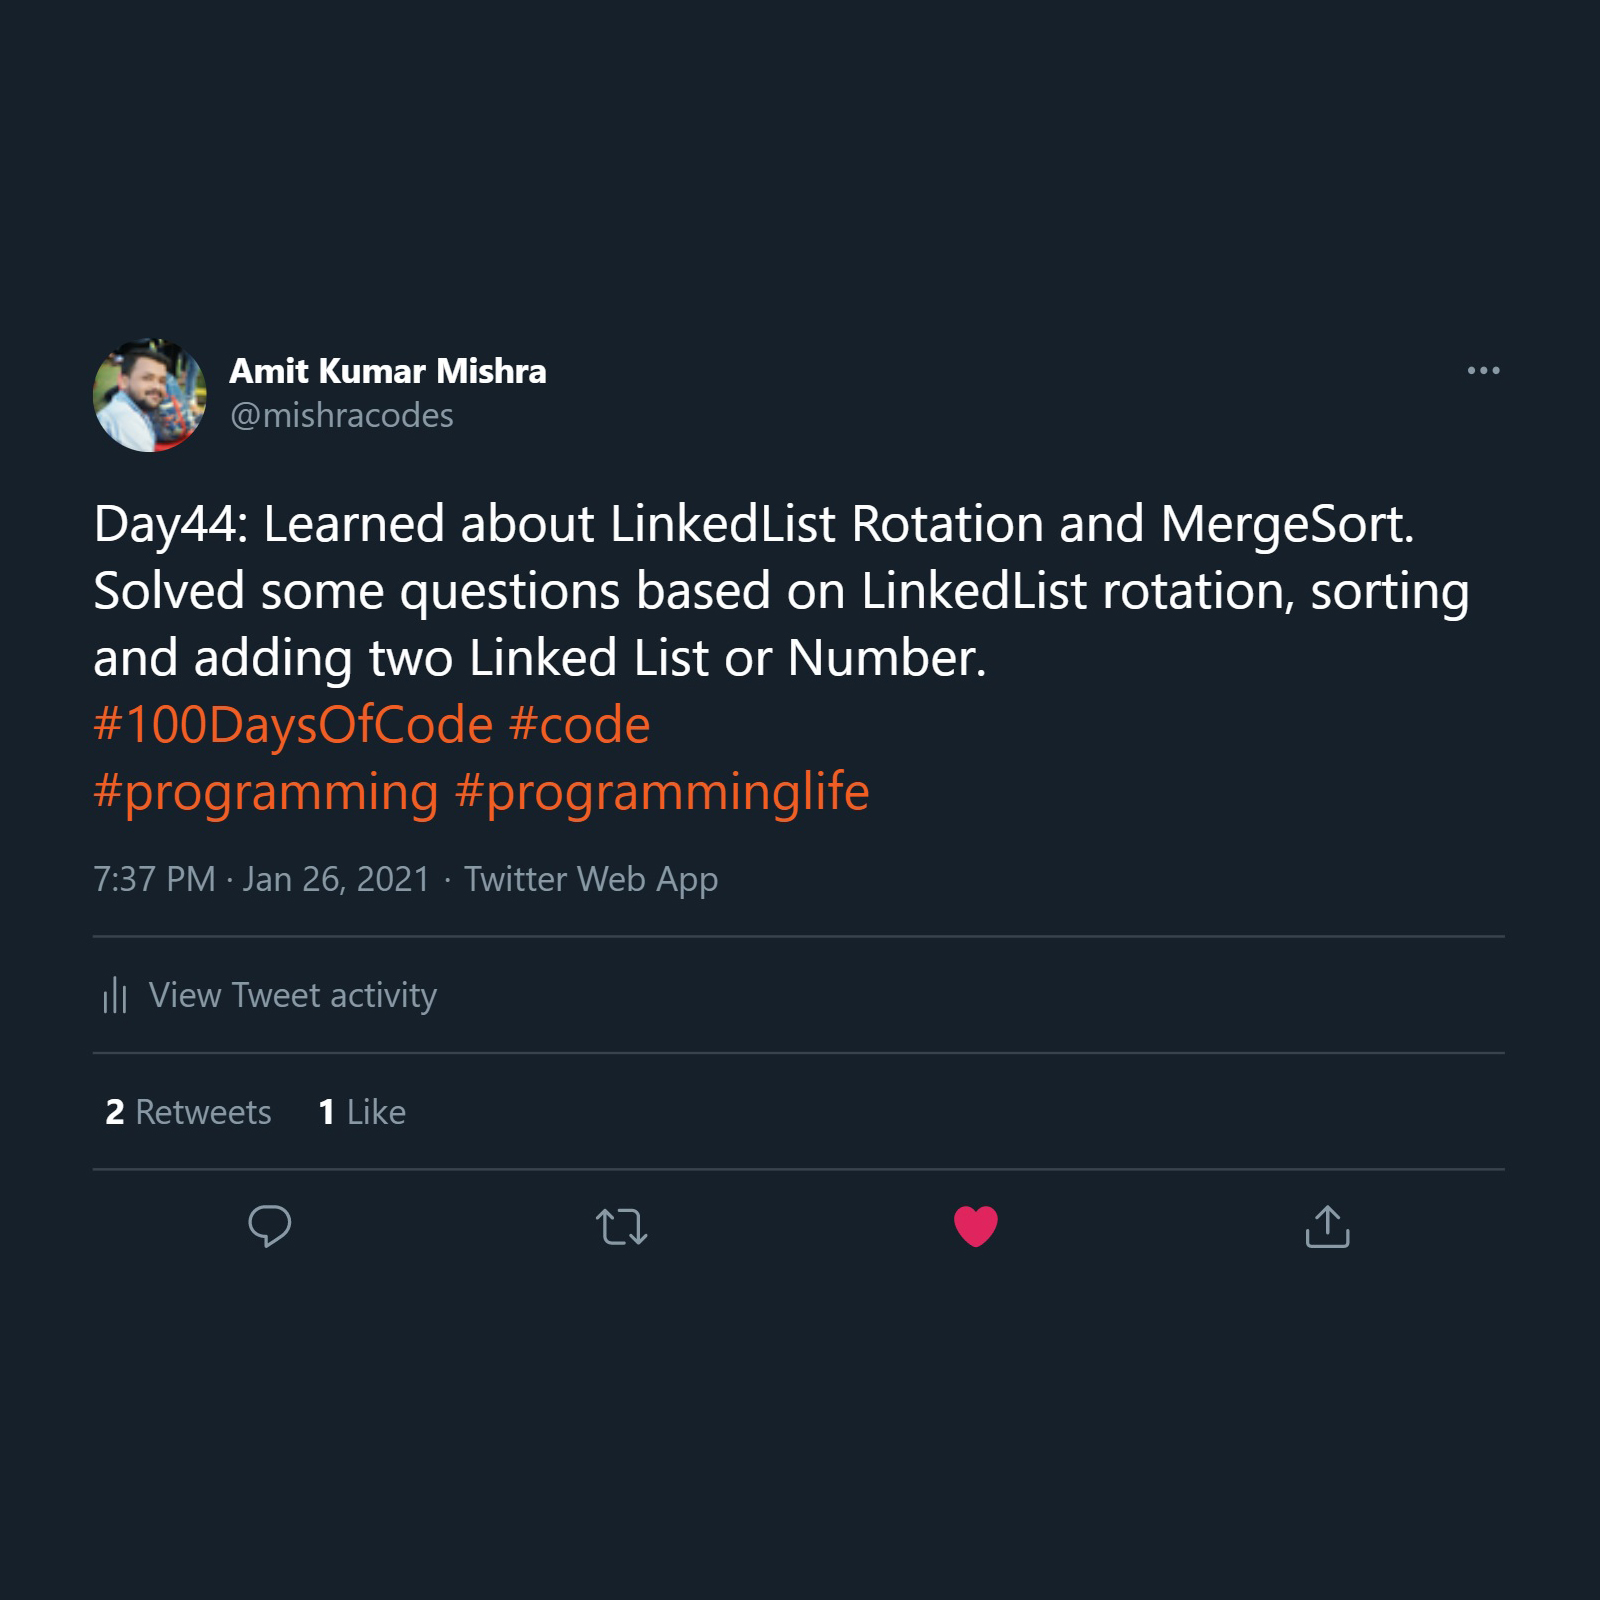 Amit Kumar Mishra
@mishracodes
Day44: Learned about LinkedList Rotation and MergeSort.
Solved some questions based on LinkedList rotation, sorting
and adding two Linked List or Number.
#100DaysOfCode #code
#programming #programminglife
7:37 PM · Jan 26, 2021 · Twitter Web App
View Tweet activity
2 Retweets 1 Like